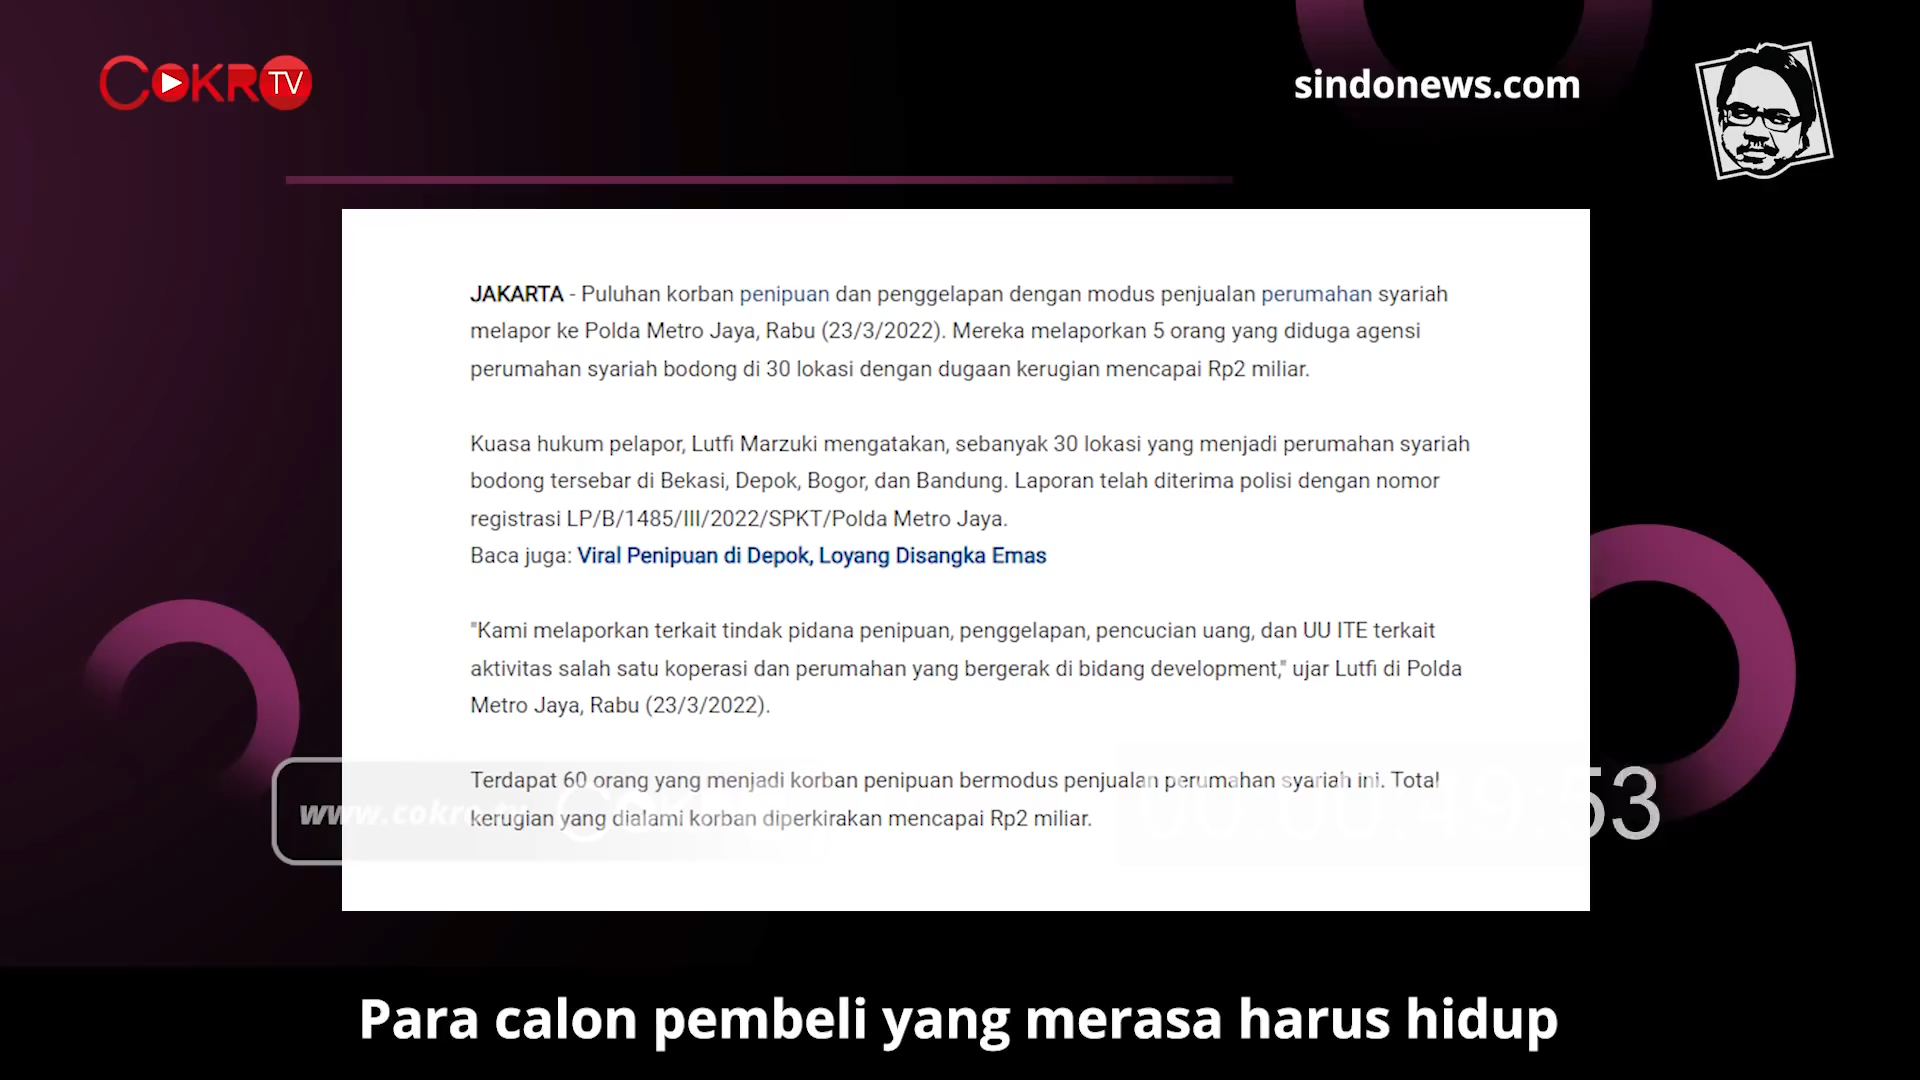 COKRO TV
sindonews.com
JAKARTA - Puluhan korban penipuan dan penggelapan dengan modus penjualan perumahan syariah
melapor ke Polda Metro Jaya, Rabu (23/3/2022). Mereka melaporkan 5 orang yang diduga agensi
perumahan syariah bodong di 30 lokasi dengan dugaan kerugian mencapai Rp2 miliar.
Kuasa hukum pelapor, Lutfi Marzuki mengatakan, sebanyak 30 lokasi yang menjadi perumahan syariah
bodong tersebar di Bekasi, Depok, Bogor, dan Bandung. Laporan telah diterima polisi dengan nomor
registrasi LP/B/1485/III/2022/SPKT/Polda Metro Jaya.
Baca juga: Viral Penipuan di Depok, Loyang Disangka Emas
"Kami melaporkan terkait tindak pidana penipuan, penggelapan, pencucian uang, dan UU ITE terkait
aktivitas salah satu koperasi dan perumahan yang bergerak di bidang development," ujar Lutfi di Polda
Metro Jaya, Rabu (23/3/2022).
Terdapat 60 orang yang menjadi korban penipuan bermodus penjualan perumahan syariah ini. Total
kerugian yang dialami korban diperkirakan mencapai Rp2 miliar.
www.cokro.tv
49:53
Para calon pembeli yang merasa harus hidup